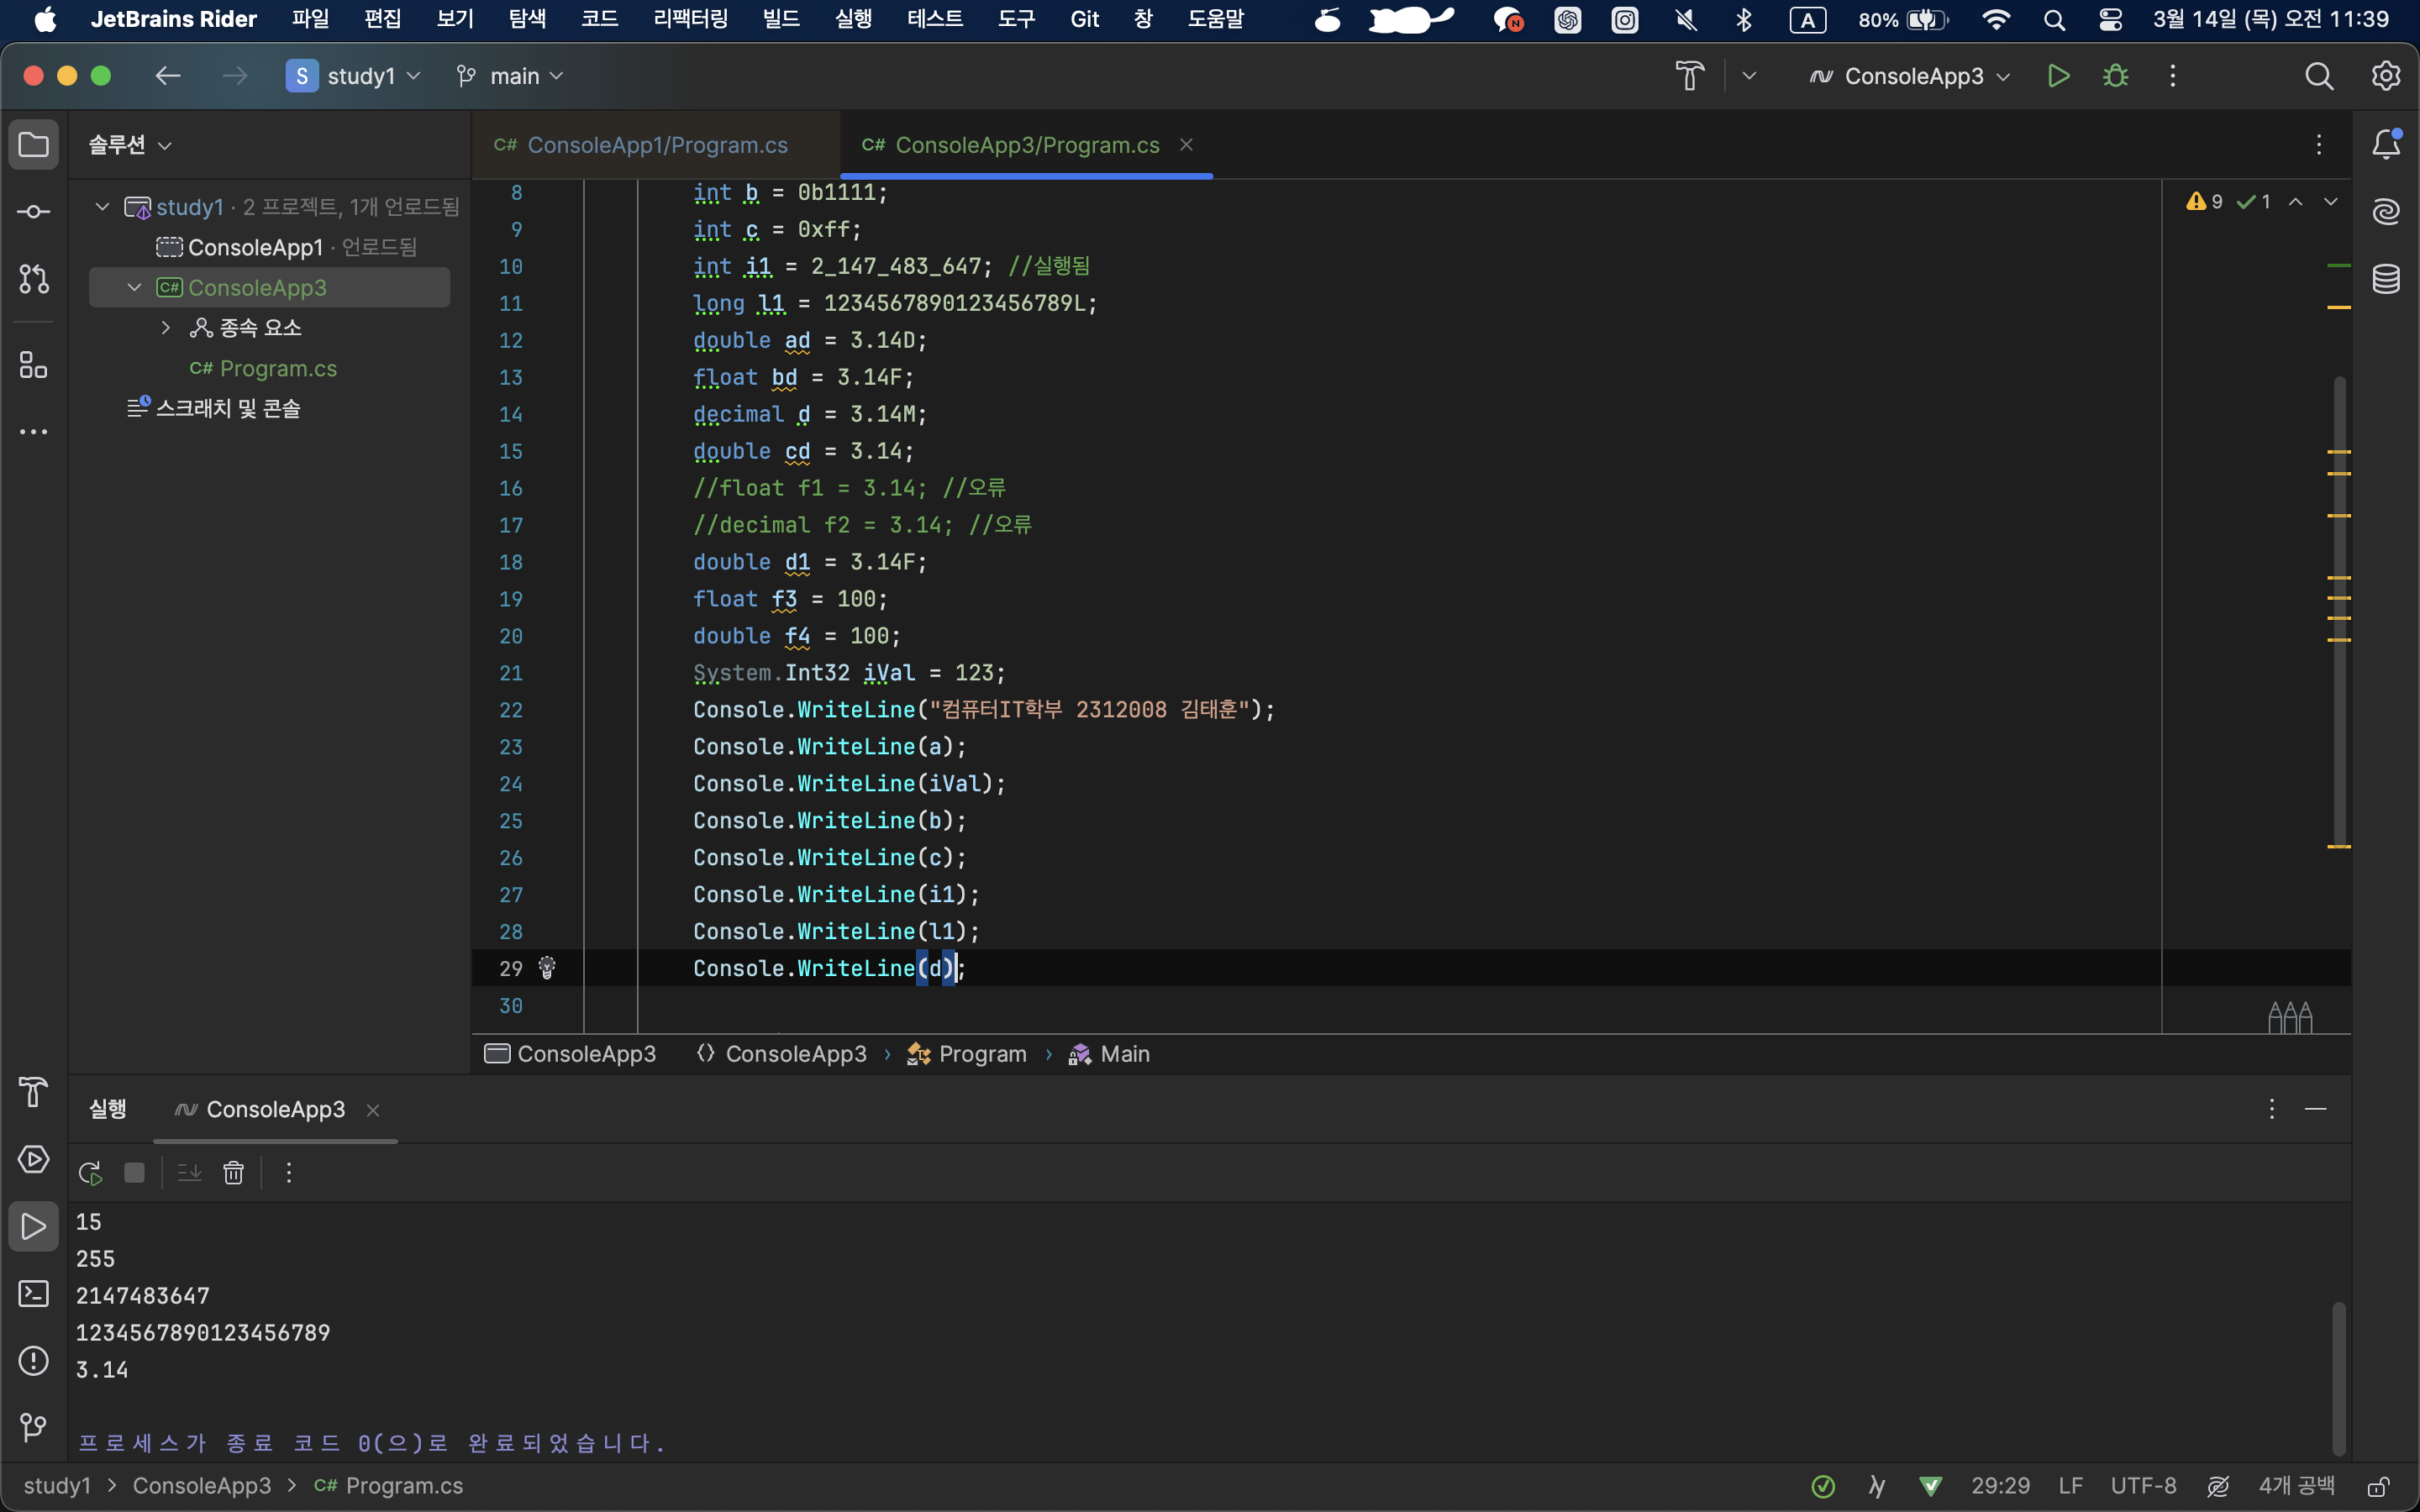 JetBrains Rider 파일 편집 보기 탐색 코드 리팩터링 빌드 실행 테스트 도구 Git 창 도움말 N A 80% 3월 14일 (목) 오전 11:39
S study1 main ConsoleApp3
솔루션
C# ConsoleApp1/Program.cs C# ConsoleApp3/Program.cs
study1 · 2 프로젝트, 1개 언로드됨
ConsoleApp1 · 언로드됨
C# ConsoleApp3
종속 요소
C# Program.cs
스크래치 및 콘솔
9 1
8 int b = 0b1111;
9 int c = 0xff;
10 int i1 = 2_147_483_647; //실행됨
11 long l1 = 1234567890123456789L;
12 double ad = 3.14D;
13 float bd = 3.14F;
14 decimal d = 3.14M;
15 double cd = 3.14;
16 //float f1 = 3.14; //오류
17 //decimal f2 = 3.14; //오류
18 double d1 = 3.14F;
19 float f3 = 100;
20 double f4 = 100;
21 System.Int32 iVal = 123;
22 Console.WriteLine("컴퓨터IT학부 2312008 김태훈");
23 Console.WriteLine(a);
24 Console.WriteLine(iVal);
25 Console.WriteLine(b);
26 Console.WriteLine(c);
27 Console.WriteLine(i1);
28 Console.WriteLine(l1);
29 Console.WriteLine(d);
30
ConsoleApp3 ConsoleApp3 › Program › Main
실행 ConsoleApp3
15
255
2147483647
1234567890123456789
3.14
프로세스가 종료 코드 0(으)로 완료되었습니다.
study1 > ConsoleApp3 > C# Program.cs 29:29 LF UTF-8 4개 공백